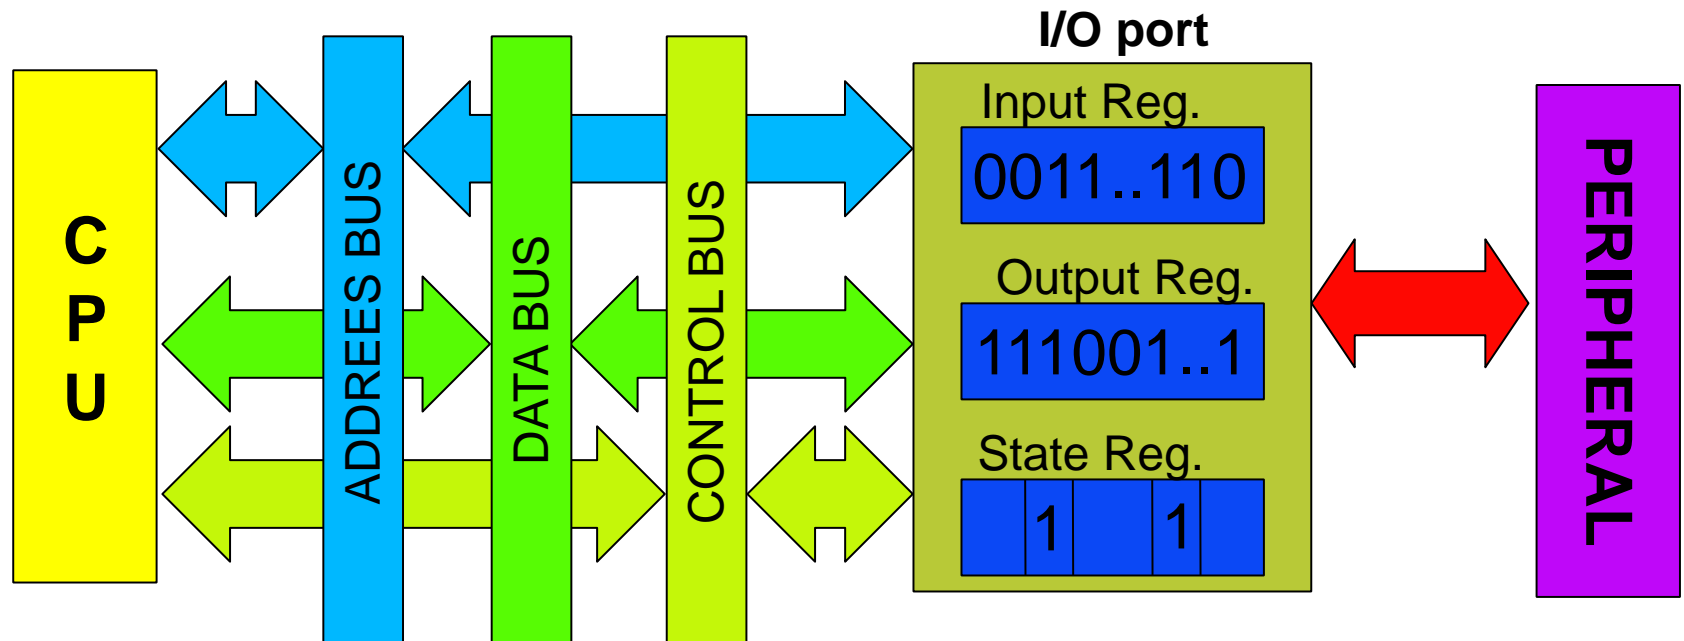 CPU
ADDREES BUS
DATA BUS
CONTROL BUS
I/O port
Input Reg.
0011..110
Output Reg.
111001..1
State Reg.
1 1
PERIPHERAL